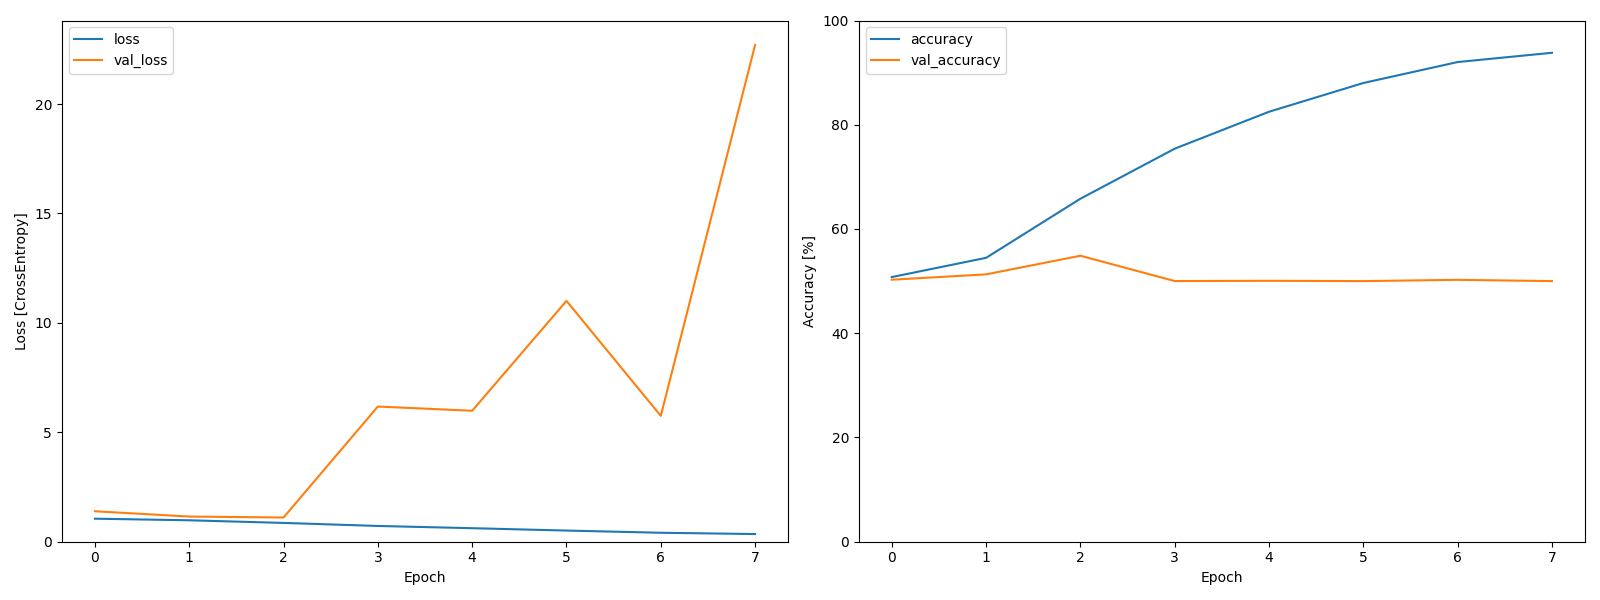 loss
val_loss
20
15
10
5
0
Loss [CrossEntropy]
0 1 2 3 4 5 6 7
Epoch
accuracy
val_accuracy
100
80
60
40
20
0
Accuracy [%]
0 1 2 3 4 5 6 7
Epoch